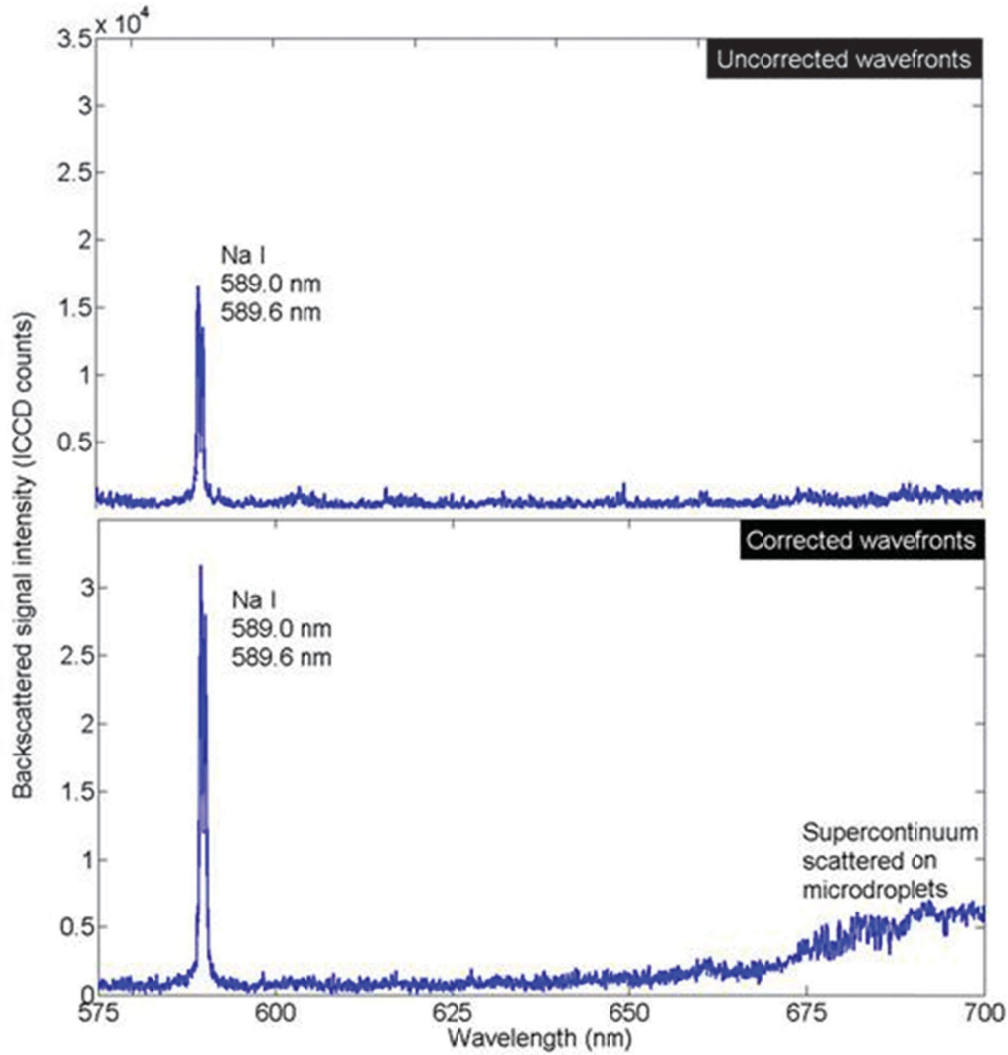 x 10⁴
3.5
Uncorrected wavefronts
3
2.5
2
Na I
589.0 nm
589.6 nm
1.5
1
0.5
Backscattered signal intensity (ICCD counts)
Corrected wavefronts
3
Na I
589.0 nm
589.6 nm
2.5
2
1.5
1
Supercontinuum
scattered on
microdroplets
0.5
0
575 600 625 650 675 700
Wavelength (nm)